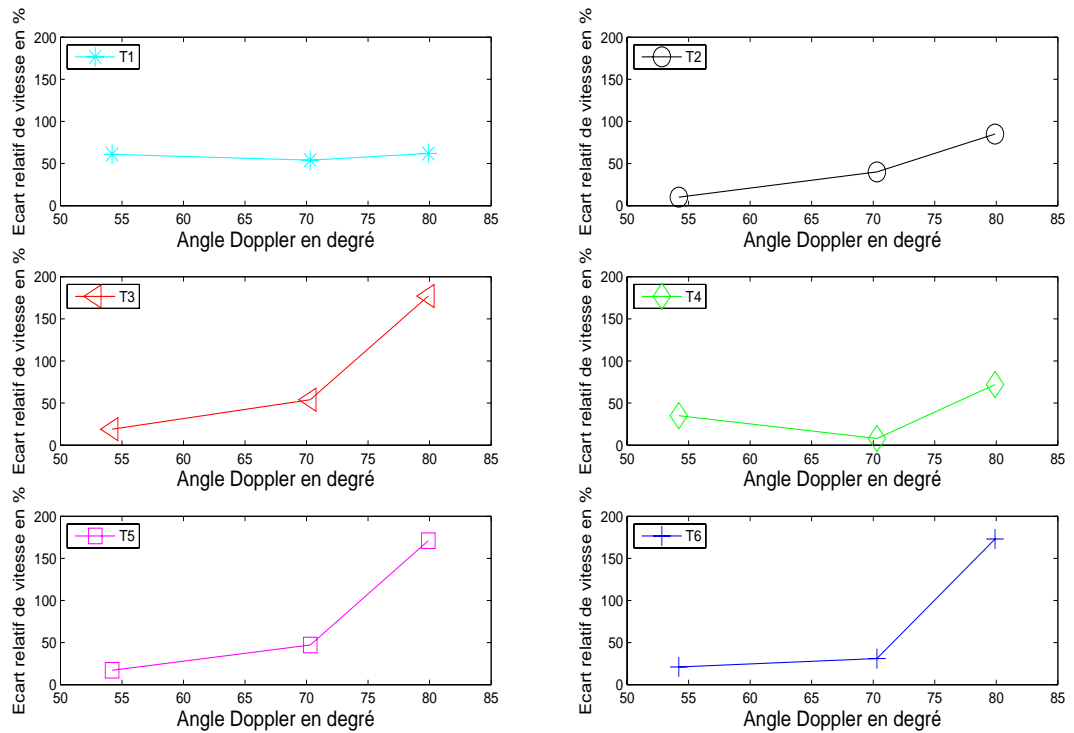 Ecart relatif de vitesse en %
200
150
100
50
0
T1
50 55 60 65 70 75 80 85
Angle Doppler en degré
Ecart relatif de vitesse en %
200
150
100
50
0
T2
50 55 60 65 70 75 80 85
Angle Doppler en degré
Ecart relatif de vitesse en %
200
150
100
50
0
T3
50 55 60 65 70 75 80 85
Angle Doppler en degré
Ecart relatif de vitesse en %
200
150
100
50
0
T4
50 55 60 65 70 75 80 85
Angle Doppler en degré
Ecart relatif de vitesse en %
200
150
100
50
0
T5
50 55 60 65 70 75 80 85
Angle Doppler en degré
Ecart relatif de vitesse en %
200
150
100
50
0
T6
50 55 60 65 70 75 80 85
Angle Doppler en degré